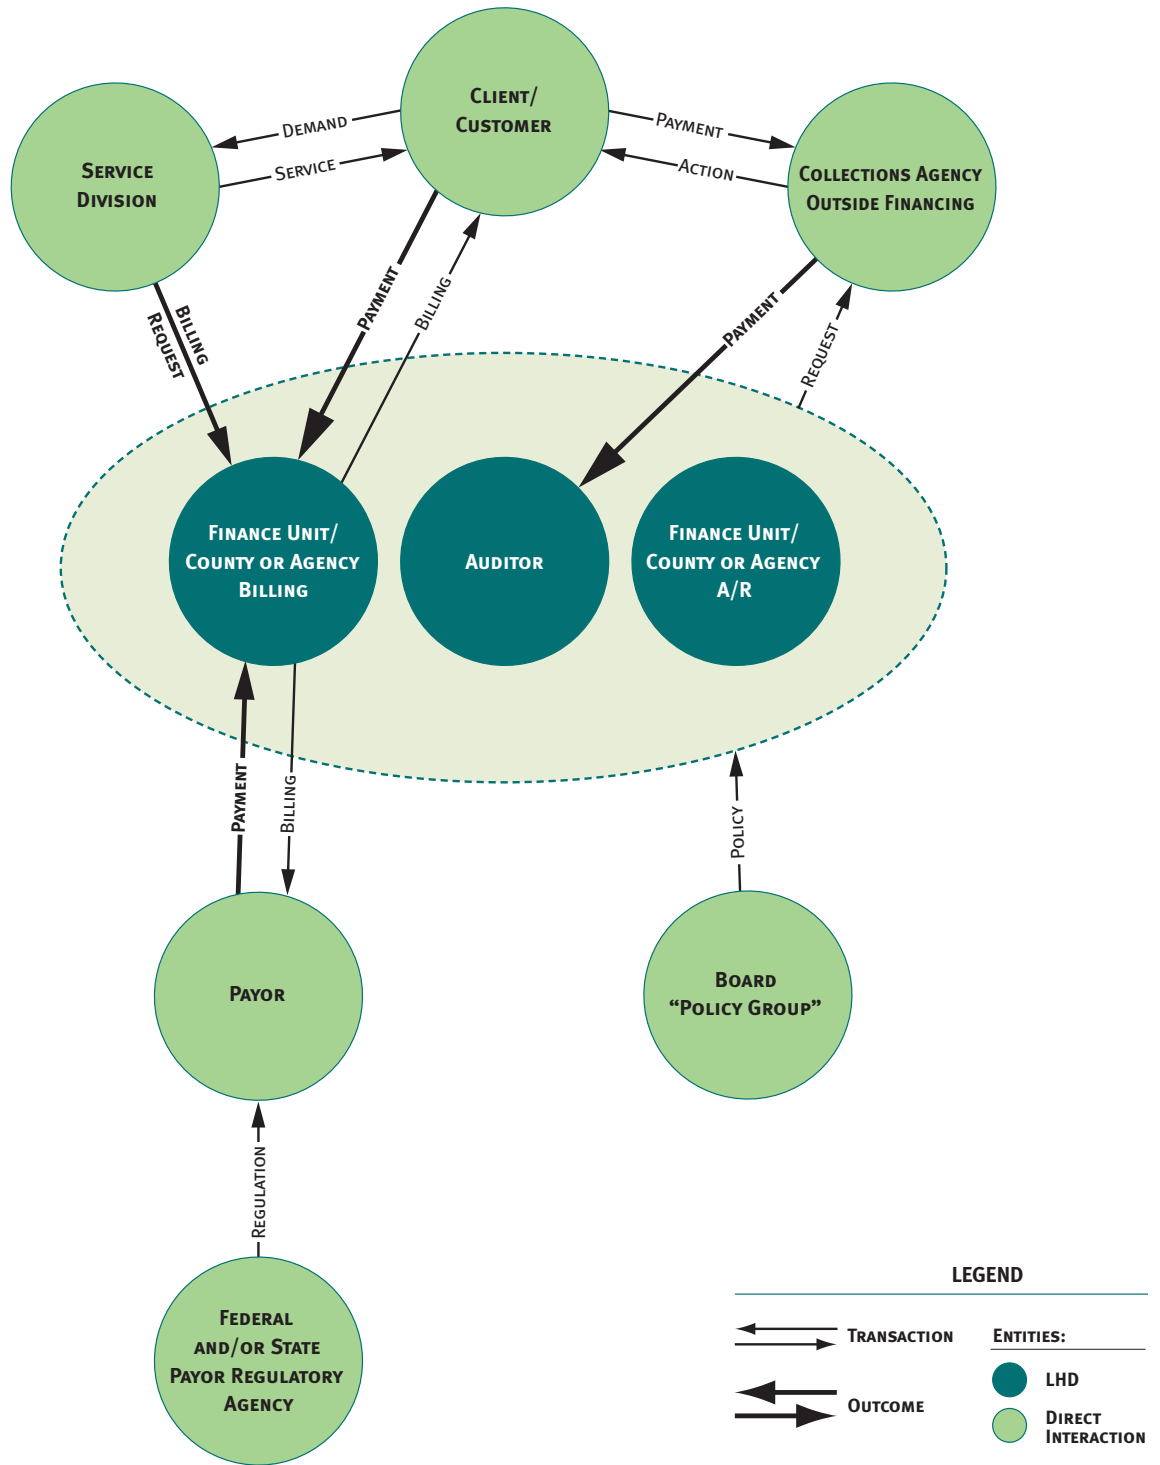 Client/
Customer
Service
Division
Collections Agency
Outside Financing
Demand
Service
Payment
Action
Billing
Request
Payment
Billing
Payment
Request
Finance Unit/
County or Agency
Billing
Auditor
Finance Unit/
County or Agency
A/R
Payment
Billing
Policy
Payor
Board
“Policy Group”
Regulation
Federal
and/or State
Payor Regulatory
Agency
LEGEND
Transaction
Entities:
LHD
Outcome
Direct
Interaction